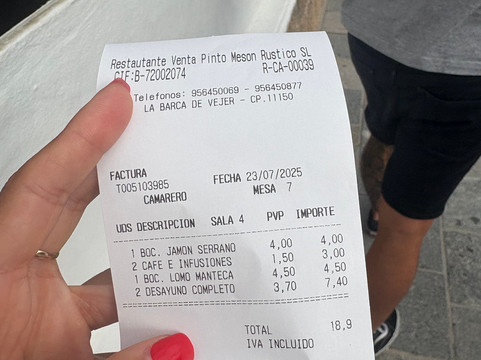 Restautante Venta Pinto Meson Rustico SL
CIF:B-72002074 R-CA-00039
Telefonos: 956450069 - 956450877
LA BARCA DE VEJER - CP.11150
FACTURA FECHA 23/07/2025
T005103985 MESA 7
CAMARERO
UDS DESCRIPCION SALA 4 PVP IMPORTE
1 BOC. JAMON SERRANO 4,00 4,00
2 CAFE E INFUSIONES 1,50 3,00
1 BOC. LOMO MANTECA 4,50 4,50
2 DESAYUNO COMPLETO 3,70 7,40
TOTAL 18,9
IVA INCLUIDO